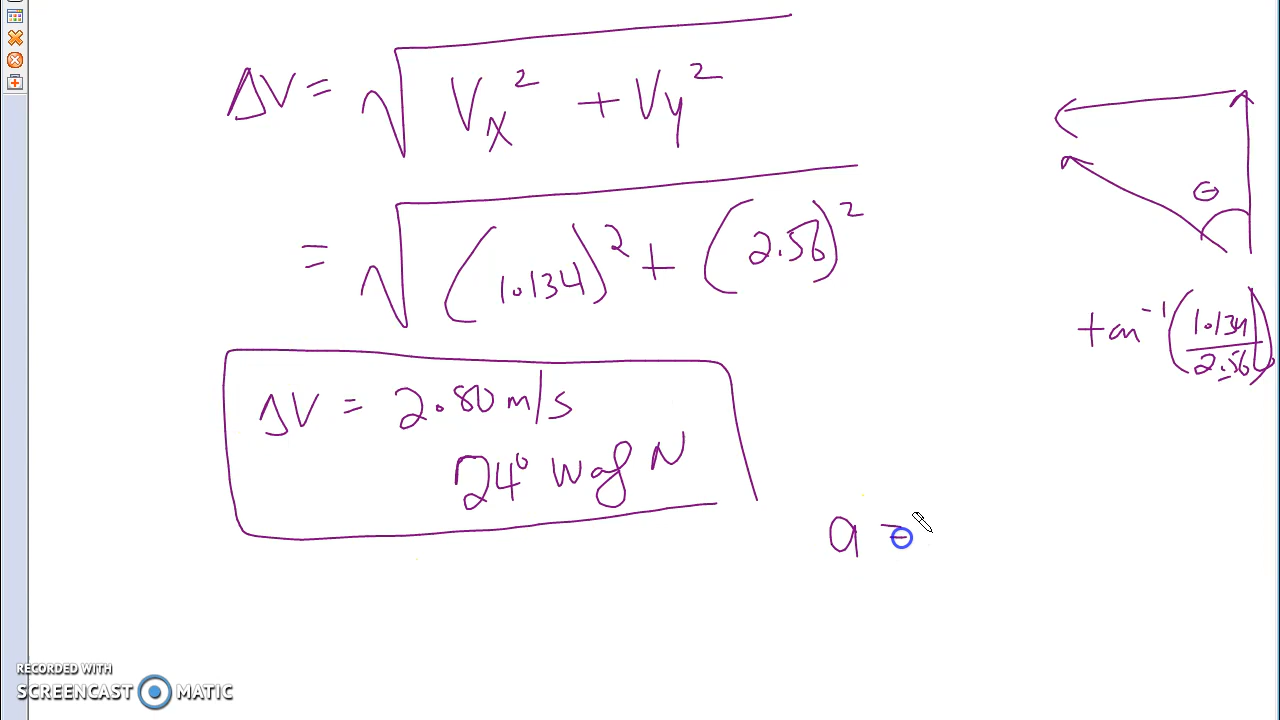 ΔV = √(Vx² + Vy²)
= √((1.134)² + (2.56)²)
θ
tan⁻¹(1.134/2.56)
ΔV = 2.80 m/s
24° W of N
a =
RECORDED WITH
SCREENCAST MATIC